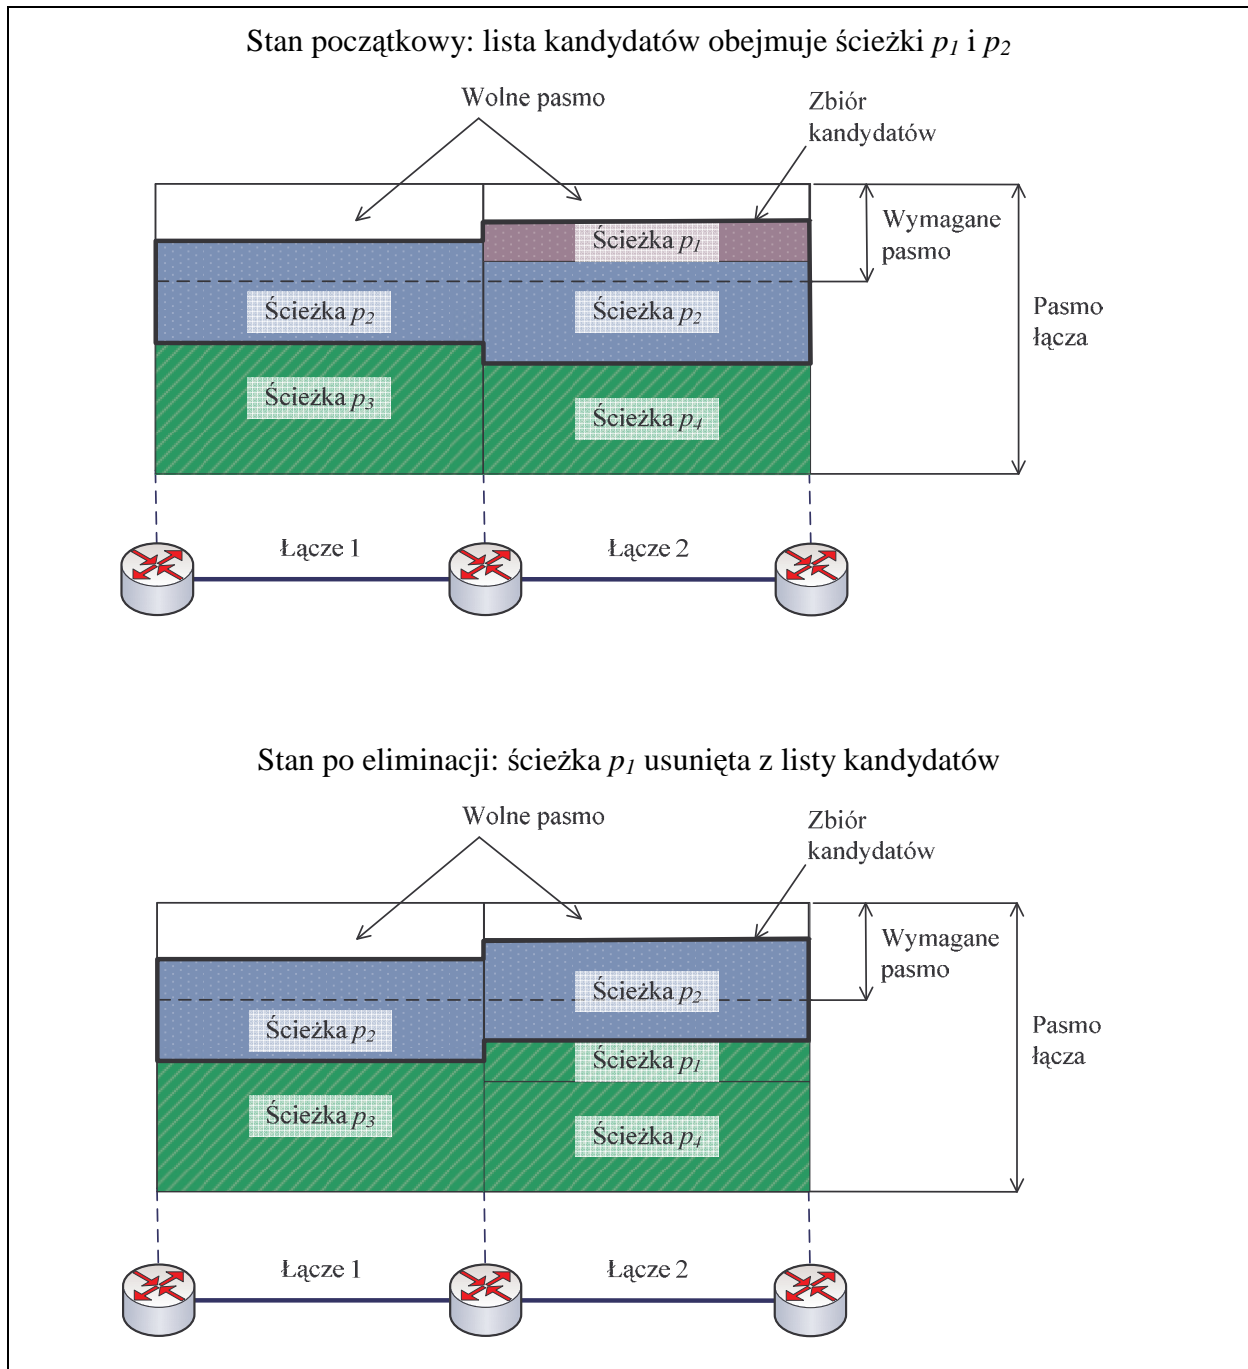 Stan początkowy: lista kandydatów obejmuje ścieżki p1 i p2
Wolne pasmo
Zbiór
kandydatów
Wymagane
pasmo
Ścieżka p1
Ścieżka p2
Ścieżka p2
Pasmo
łącza
Ścieżka p3
Ścieżka p4
Łącze 1
Łącze 2
Stan po eliminacji: ścieżka p1 usunięta z listy kandydatów
Wolne pasmo
Zbiór
kandydatów
Wymagane
pasmo
Ścieżka p2
Ścieżka p2
Pasmo
łącza
Ścieżka p1
Ścieżka p3
Ścieżka p4
Łącze 1
Łącze 2